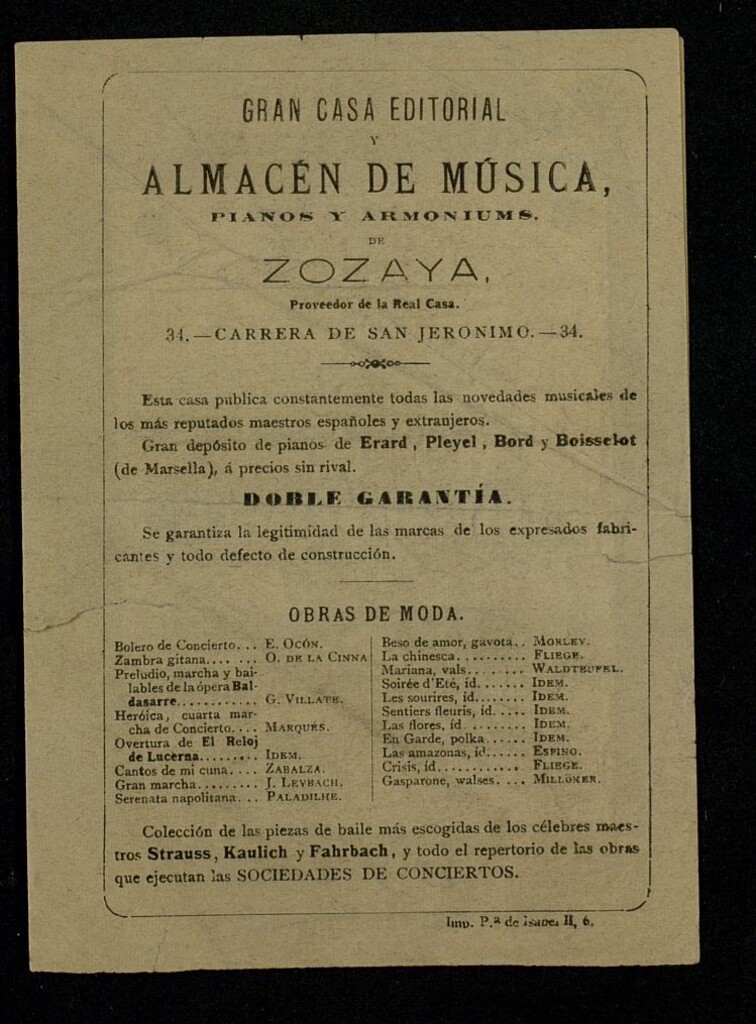 GRAN CASA EDITORIAL
Y
ALMACÉN DE MÚSICA,
PIANOS Y ARMONIUMS.
DE
ZOZAYA,
Proveedor de la Real Casa.
34.—CARRERA DE SAN JERONIMO.—34.
Esta casa publica constantemente todas las novedades musicales de
los más reputados maestros españoles y extranjeros.
Gran depósito de pianos de Erard, Pleyel, Bord y Boisselot
(de Marsella), á precios sin rival.
DOBLE GARANTÍA.
Se garantiza la legitimidad de las marcas de los expresados fabri-
cantes y todo defecto de construcción.
OBRAS DE MODA.
Bolero de Concierto... E. OCÓN.
Zambra gitana....... O. DE LA CINNA
Preludio, marcha y bai-
lables de la ópera Bal-
dasarre............ G. VILLATE.
Heróica, cuarta mar-
cha de Concierto.... MARQUÉS.
Overtura de El Reloj
de Lucerna......... IDEM.
Cantos de mi cuna.... ZABALZA.
Gran marcha......... J. LEYBACH.
Serenata napolitana... PALADILHE.
Beso de amor, gavota.. MORLEY.
La chinesca.......... FLIEGE.
Mariana, vals........ WALDTEUFEL.
Soirée d'Eté, id....... IDEM.
Les sourires, id....... IDEM.
Sentiers fleuris, id.... IDEM.
Las flores, id......... IDEM.
En Garde, polka...... IDEM.
Las amazonas, id...... ESPINO.
Crisis, id............ FLIEGE.
Gasparone, walses.... MILLÖKER.
Colección de las piezas de baile más escogidas de los célebres maes-
tros Strauss, Kaulich y Fahrbach, y todo el repertorio de las obras
que ejecutan las SOCIEDADES DE CONCIERTOS.
Imp. P.ª de Isabel II, 6.